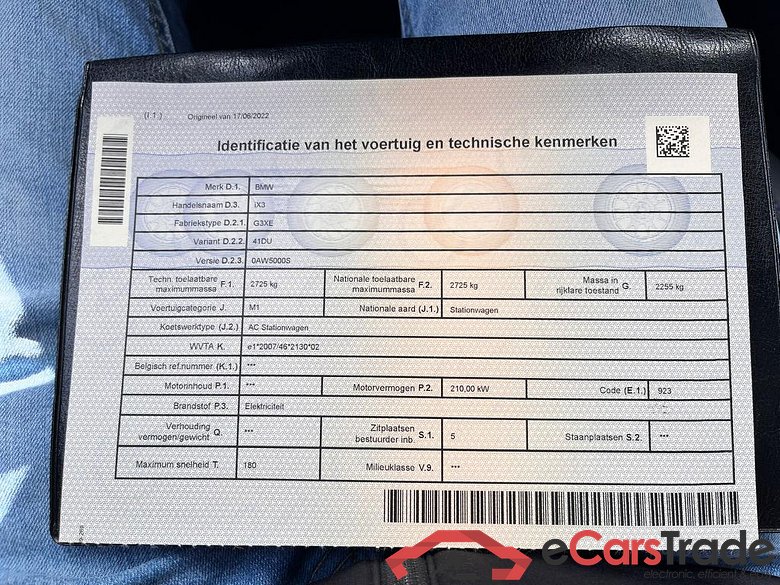 (I.1.) Origineel van 17/06/2022
Identificatie van het voertuig en technische kenmerken
Merk D.1. BMW
Handelsnaam D.3. iX3
Fabriekstype D.2.1. G3XE
Variant D.2.2. 41DU
Versie D.2.3. 0AW5000S
Techn. toelaatbare maximummassa F.1. 2725 kg Nationale toelaatbare maximummassa F.2. 2725 kg Massa in rijklare toestand G. 2255 kg
Voertuigcategorie J. M1 Nationale aard (J.1.) Stationwagen
Koetswerktype (J.2.) AC Stationwagen
WVTA K. e1*2007/46*2130*02
Belgisch ref.nummer (K.1.) ***
Motorinhoud P.1. *** Motorvermogen P.2. 210,00 kW Code (E.1.) 923
Brandstof P.3. Elektriciteit
Verhouding vermogen/gewicht Q. *** Zitplaatsen bestuurder inb. S.1. 5 Staanplaatsen S.2. ***
Maximum snelheid T. 180 Milieuklasse V.9. ***
eCarsTrade
electronic, efficient &